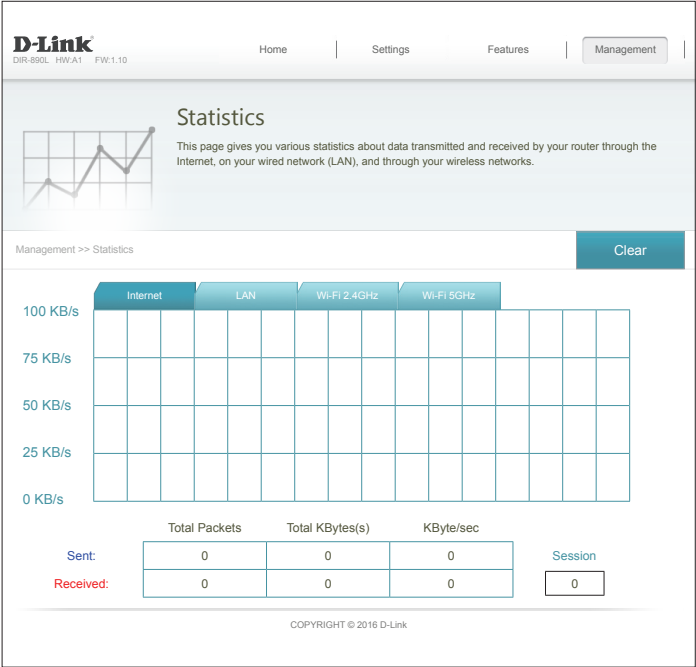 D-Link
DIR-890L HW:A1 FW:1.10
Home Settings Features Management
Statistics
This page gives you various statistics about data transmitted and received by your router through the
Internet, on your wired network (LAN), and through your wireless networks.
Management >> Statistics
Clear
Internet LAN Wi-Fi 2.4GHz Wi-Fi 5GHz
100 KB/s
75 KB/s
50 KB/s
25 KB/s
0 KB/s
Total Packets Total KBytes(s) KByte/sec
Sent: 0 0 0 Session
Received: 0 0 0 0
COPYRIGHT © 2016 D-Link